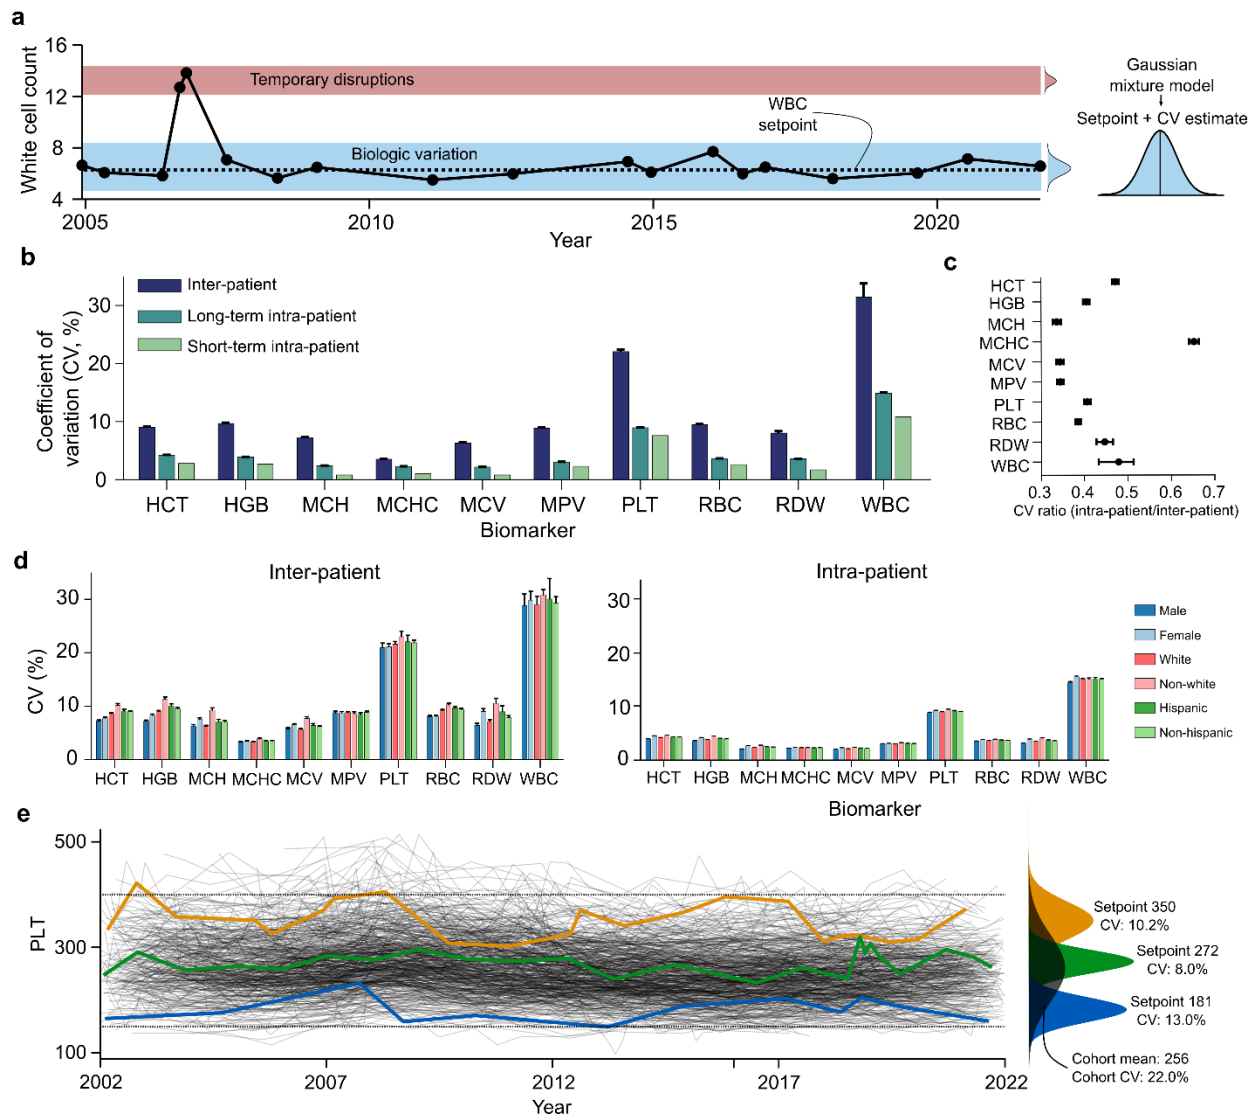 a
White cell count
16
12
8
4
Temporary disruptions
Biologic variation
WBC
setpoint
2005
2010
2015
2020
Year
Gaussian
mixture model
Setpoint + CV estimate
b
Coefficient of
variation (CV, %)
30
20
10
0
Inter-patient
Long-term intra-patient
Short-term intra-patient
HCT
HGB
MCH
MCHC
MCV
MPV
PLT
RBC
RDW
WBC
Biomarker
c
HCT
HGB
MCH
MCHC
MCV
MPV
PLT
RBC
RDW
WBC
0.3
0.4
0.5
0.6
0.7
CV ratio (intra-patient/inter-patient)
d
Inter-patient
CV (%)
30
20
10
0
HCT
HGB
MCH
MCHC
MCV
MPV
PLT
RBC
RDW
WBC
Intra-patient
30
20
10
0
HCT
HGB
MCH
MCHC
MCV
MPV
PLT
RBC
RDW
WBC
Biomarker
Male
Female
White
Non-white
Hispanic
Non-hispanic
e
PLT
500
300
100
2002
2007
2012
2017
2022
Year
Setpoint 350
CV: 10.2%
Setpoint 272
CV: 8.0%
Setpoint 181
CV: 13.0%
Cohort mean: 256
Cohort CV: 22.0%